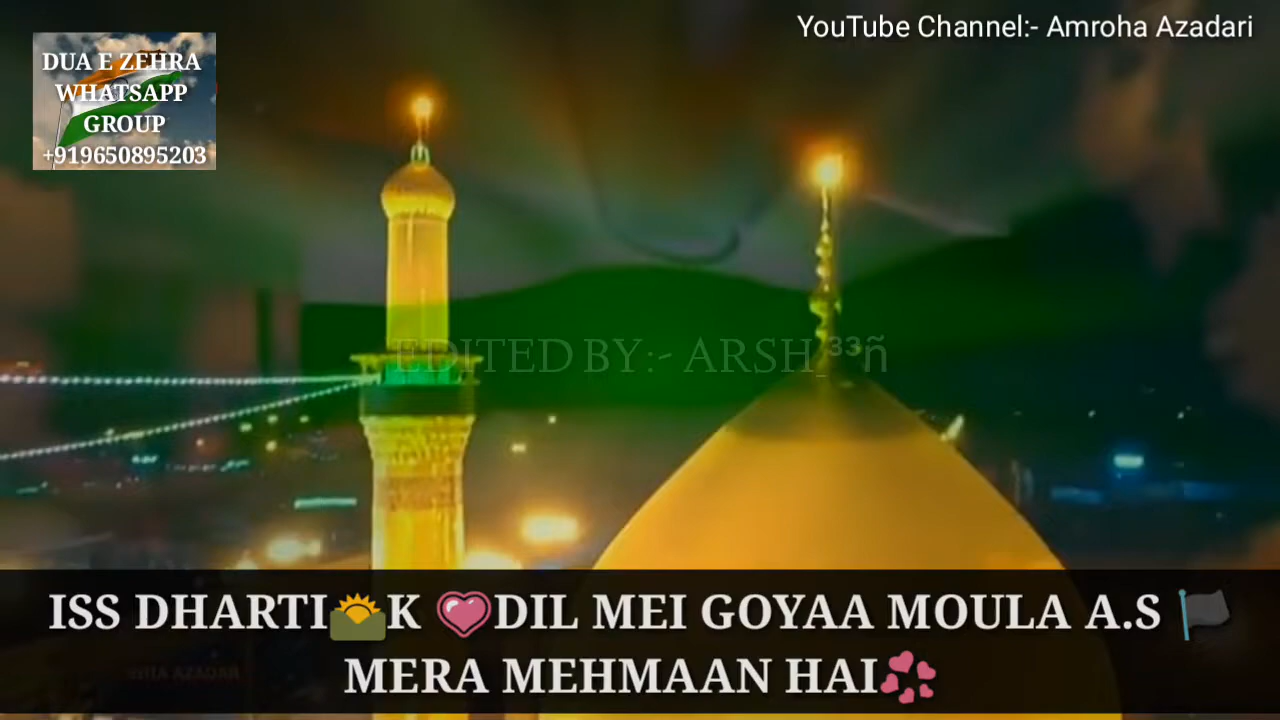 YouTube Channel:- Amroha Azadari
DUA E ZEHRA
WHATSAPP
GROUP
+919650895203
EDITED BY:- ARSH_³³ñ
ISS DHARTI🌅K 💗DIL MEI GOYAA MOULA A.S 🏳️
MERA MEHMAAN HAI💞